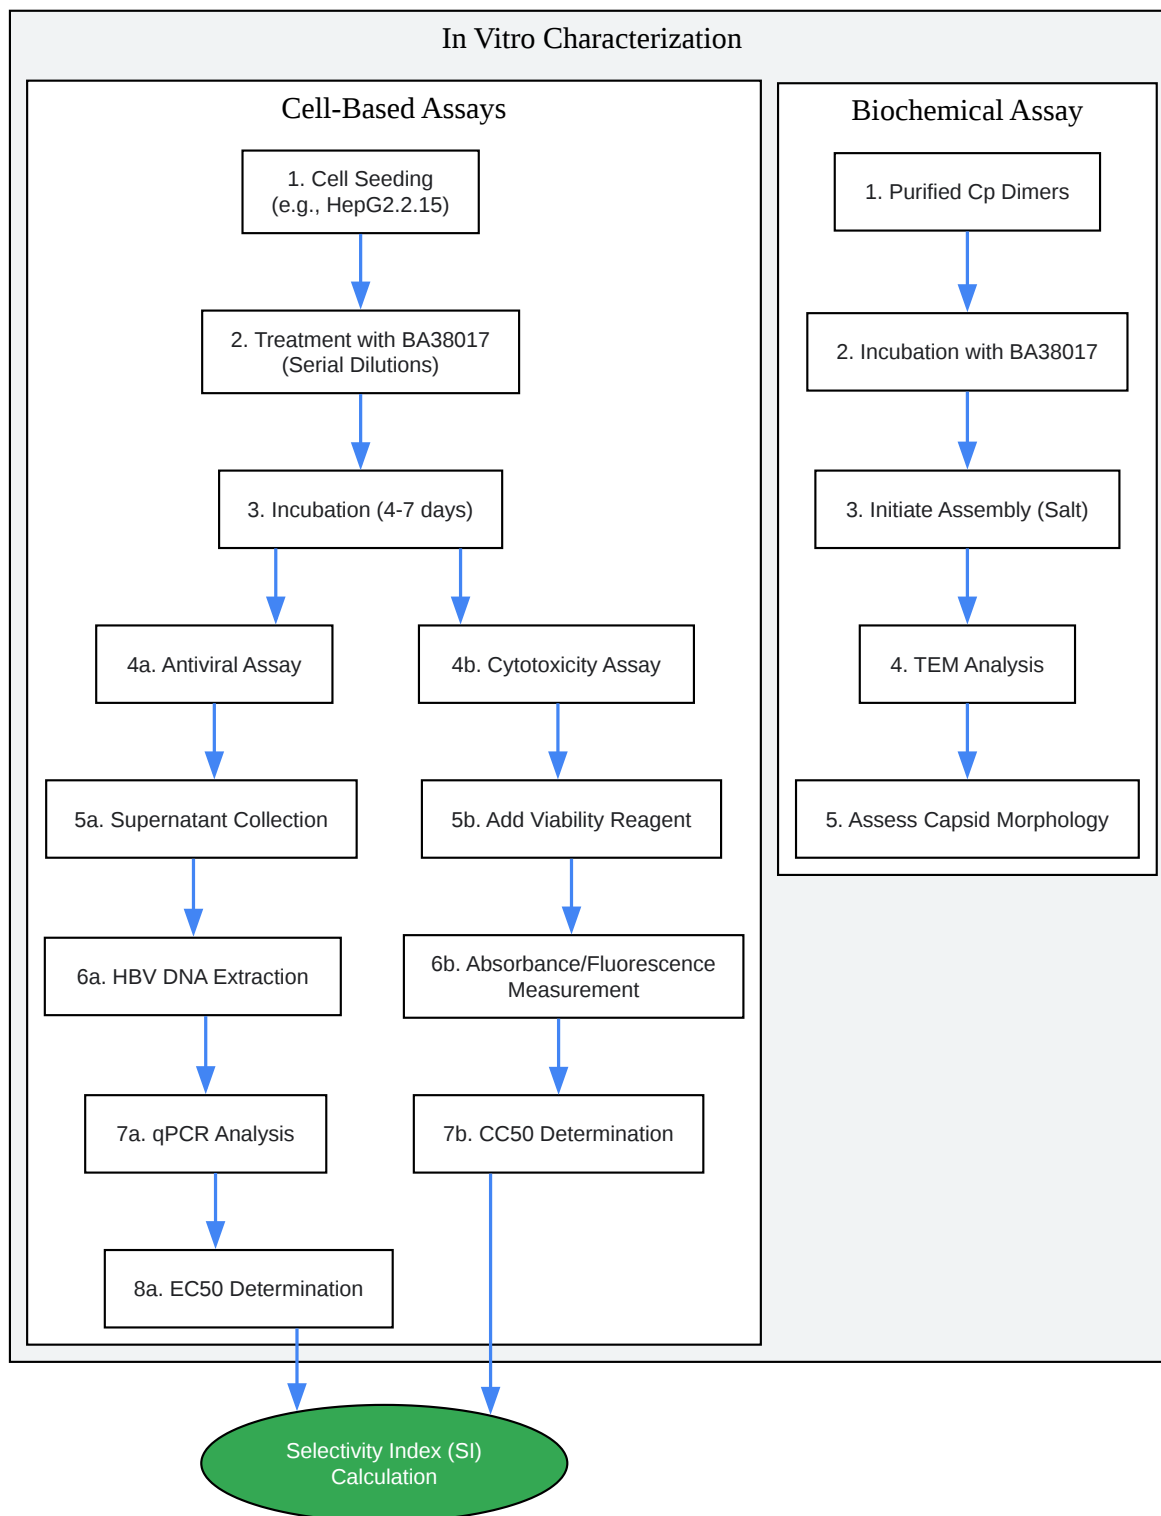 In Vitro Characterization
Cell-Based Assays
1. Cell Seeding
(e.g., HepG2.2.15)
2. Treatment with BA38017
(Serial Dilutions)
3. Incubation (4-7 days)
4a. Antiviral Assay
4b. Cytotoxicity Assay
5a. Supernatant Collection
5b. Add Viability Reagent
6a. HBV DNA Extraction
6b. Absorbance/Fluorescence
Measurement
7a. qPCR Analysis
7b. CC50 Determination
8a. EC50 Determination
Selectivity Index (SI)
Calculation
Biochemical Assay
1. Purified Cp Dimers
2. Incubation with BA38017
3. Initiate Assembly (Salt)
4. TEM Analysis
5. Assess Capsid Morphology